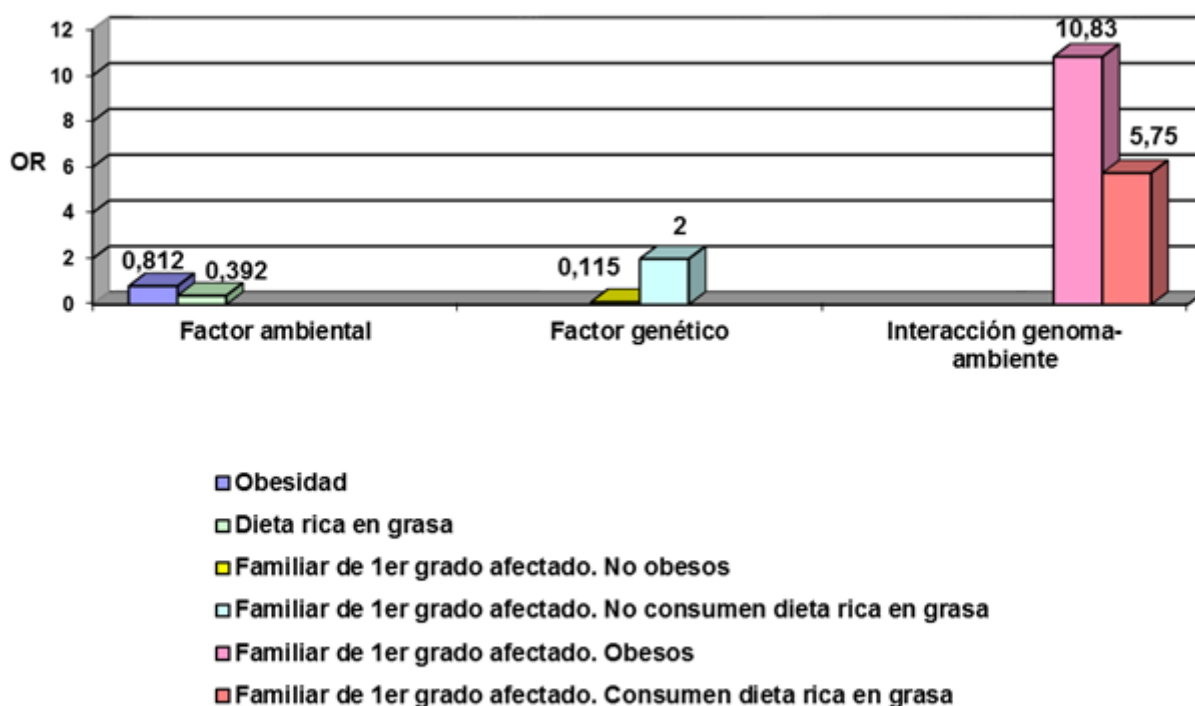 12
10
8
6
4
2
0
OR
0,812
0,392
0,115
2
10,83
5,75
Factor ambiental
Factor genético
Interacción genoma-
ambiente
Obesidad
Dieta rica en grasa
Familiar de 1er grado afectado. No obesos
Familiar de 1er grado afectado. No consumen dieta rica en grasa
Familiar de 1er grado afectado. Obesos
Familiar de 1er grado afectado. Consumen dieta rica en grasa